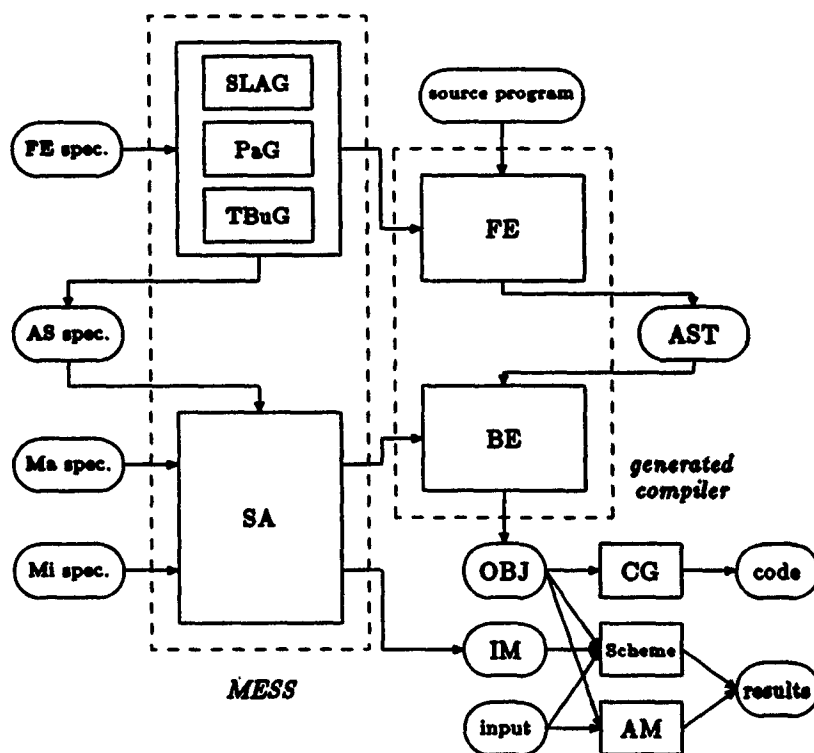 SLAG
source program
FE spec.
PaG
TBuG
FE
AS spec.
AST
BE
Ma spec.
generated
compiler
SA
Mi spec.
OBJ
CG
code
IM
Scheme
MESS
results
input
AM